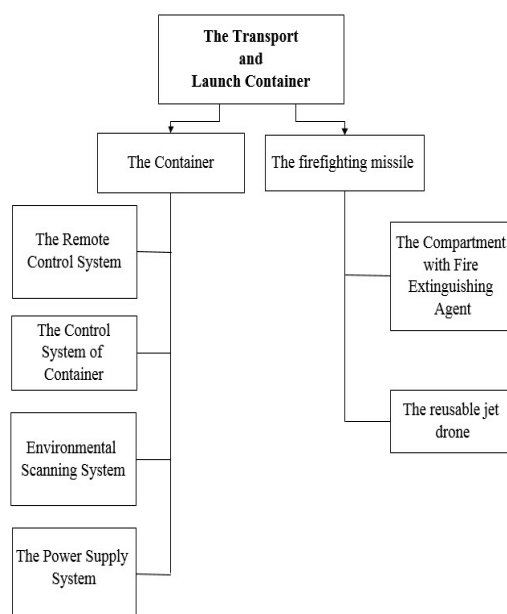 The Transport
and
Launch Container
The Container
The firefighting missile
The Remote
Control System
The Control
System of
Container
Environmental
Scanning System
The Power Supply
System
The Compartment
with Fire
Extinguishing
Agent
The reusable jet
drone